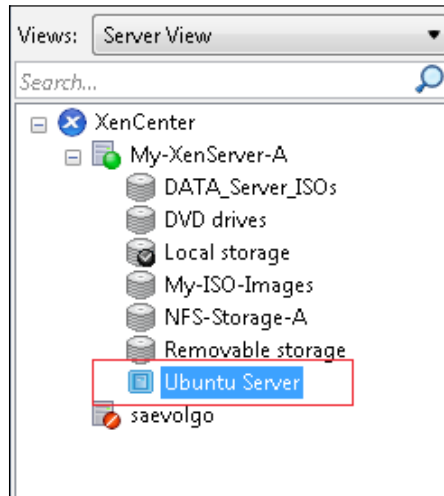 Views: Server View
Search...
XenCenter
My-XenServer-A
DATA_Server_ISOs
DVD drives
Local storage
My-ISO-Images
NFS-Storage-A
Removable storage
Ubuntu Server
saevolgo